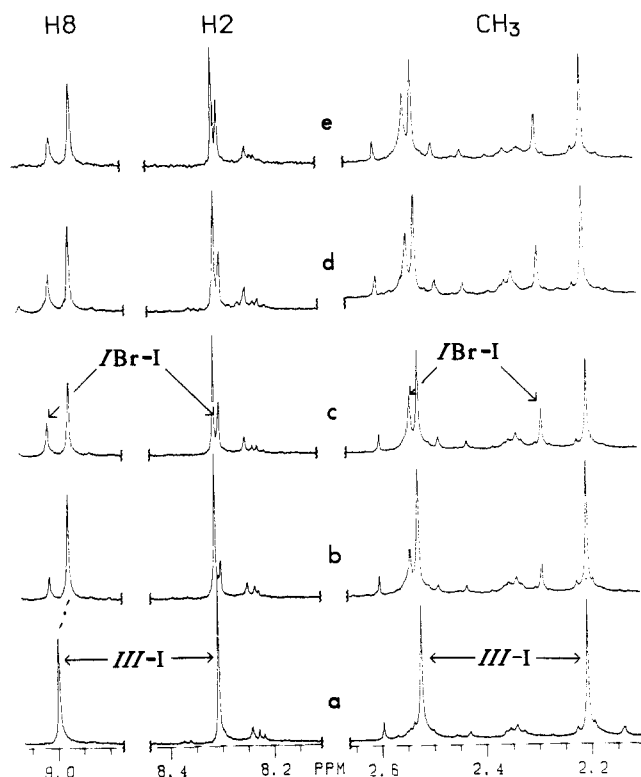 H8 H2 CH3
e
d
IBr-I IBr-I
c
b
III-I III-I
a
9.0 8.4 8.2 PPM 2.6 2.4 2.2